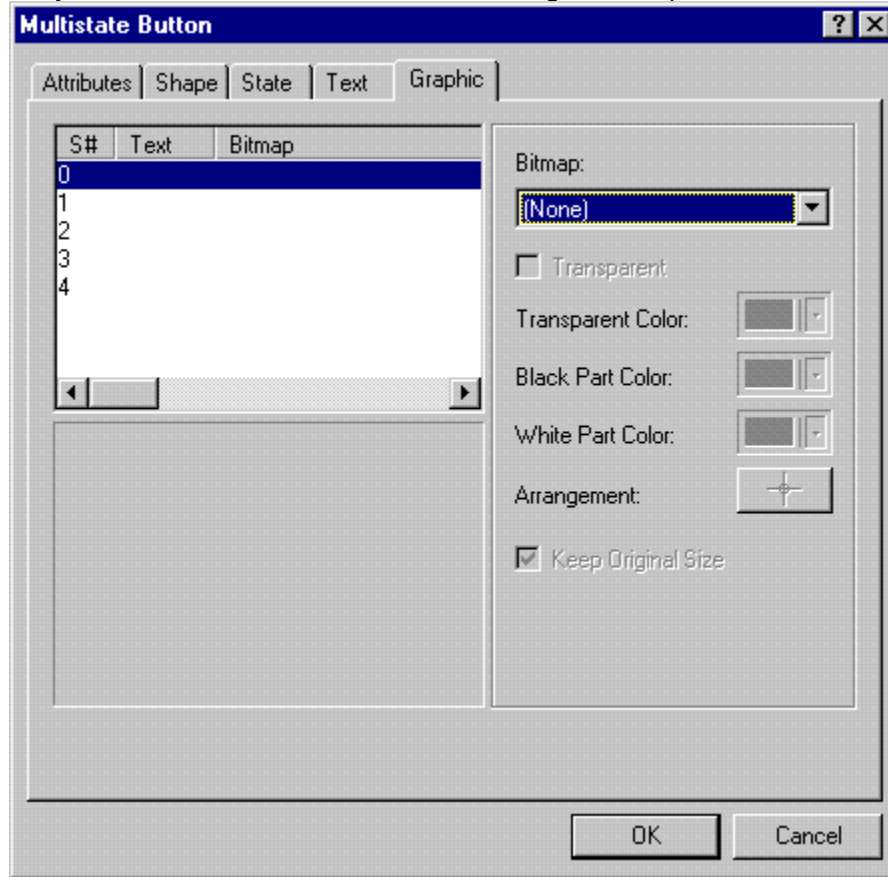 Multistate Button
Attributes Shape State Text Graphic
S# Text Bitmap
0
1
2
3
4
Bitmap:
(None)
Transparent
Transparent Color:
Black Part Color:
White Part Color:
Arrangement:
Keep Original Size
OK Cancel